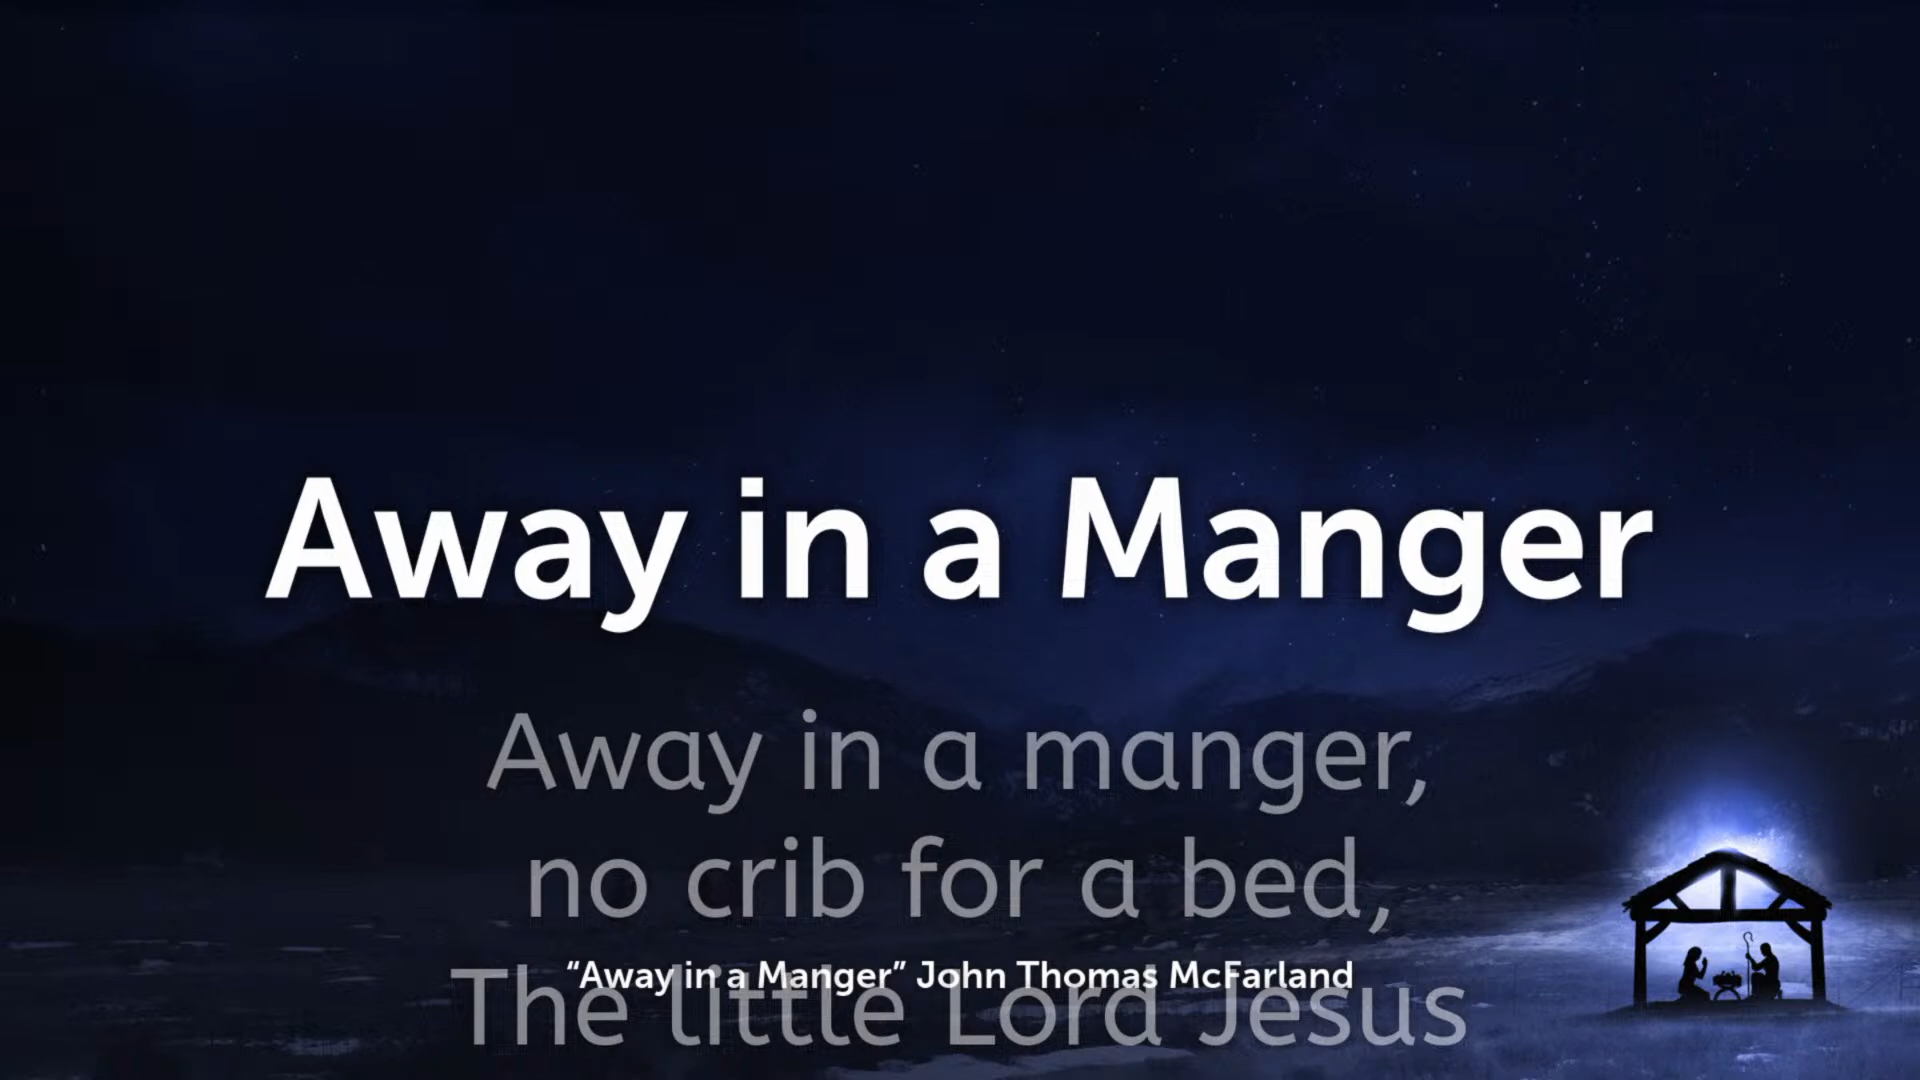 Away in a Manger
Away in a manger,
no crib for a bed,
“Away in a Manger” John Thomas McFarland
The little Lord Jesus